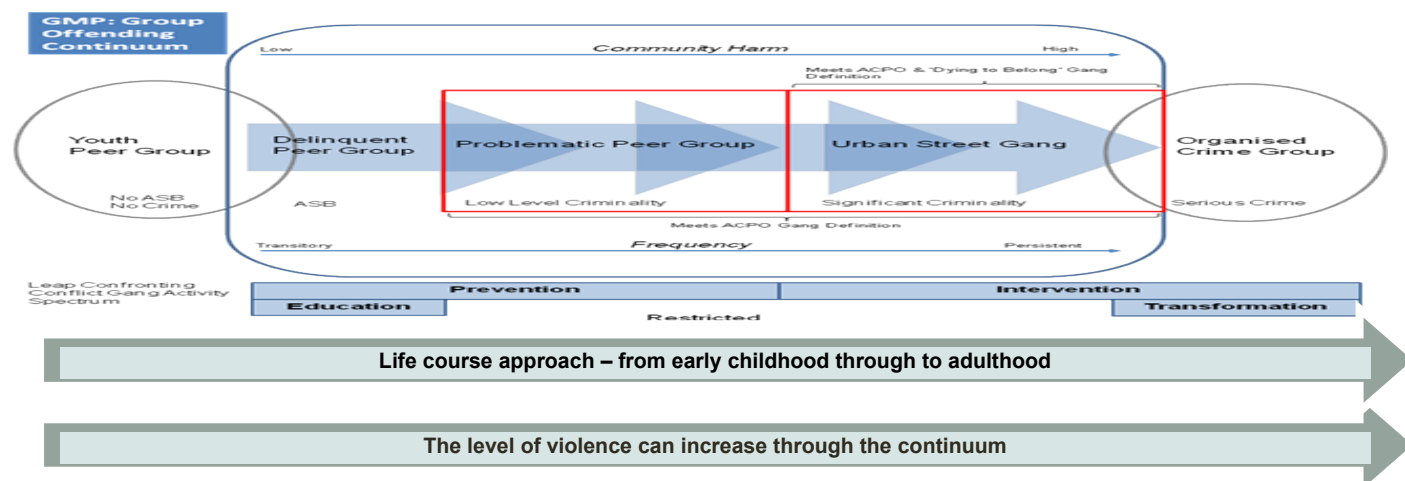 GMP: Group
Offending
Continuum
Low
Community Harm
High
Meets ACPO & 'Dying to Belong' Gang
Definition
Youth
Peer Group
Delinquent
Peer Group
Problematic Peer Group
Urban Street Gang
Organised
Crime Group
No ASB
No Crime
ASB
Low Level Criminality
Significant Criminality
Serious Crime
Meets ACPO Gang Definition
Transitory
Frequency
Persistent
Leap Confronting
Conflict Gang Activity
Spectrum
Prevention
Intervention
Education
Transformation
Restricted
Life course approach – from early childhood through to adulthood
The level of violence can increase through the continuum